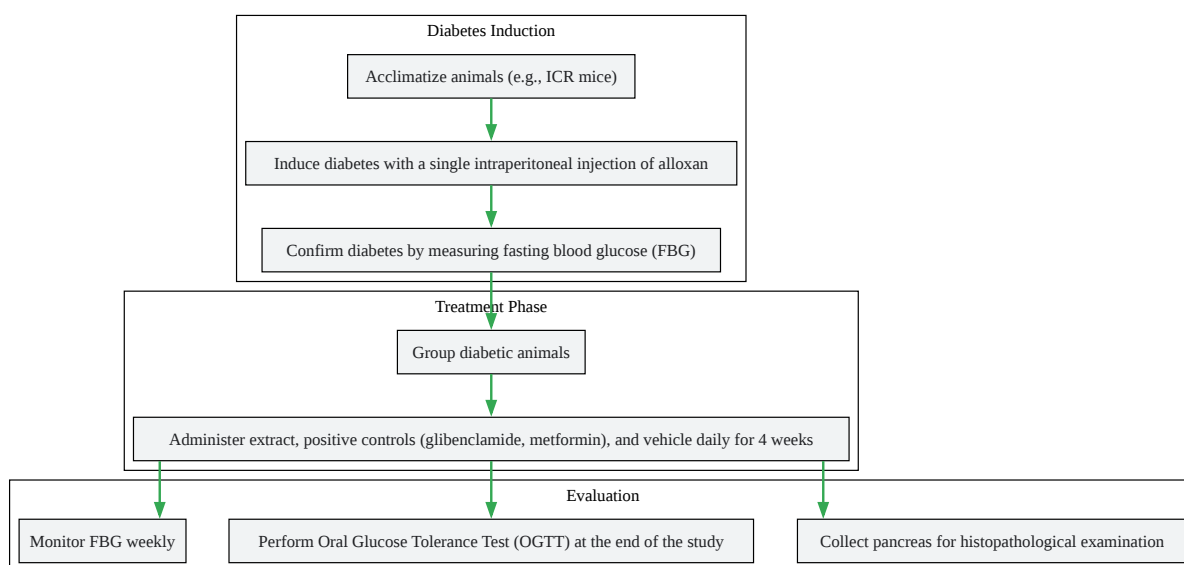 Diabetes Induction
Acclimatize animals (e.g., ICR mice)
Induce diabetes with a single intraperitoneal injection of alloxan
Confirm diabetes by measuring fasting blood glucose (FBG)
Treatment Phase
Group diabetic animals
Administer extract, positive controls (glibenclamide, metformin), and vehicle daily for 4 weeks
Evaluation
Monitor FBG weekly
Perform Oral Glucose Tolerance Test (OGTT) at the end of the study
Collect pancreas for histopathological examination